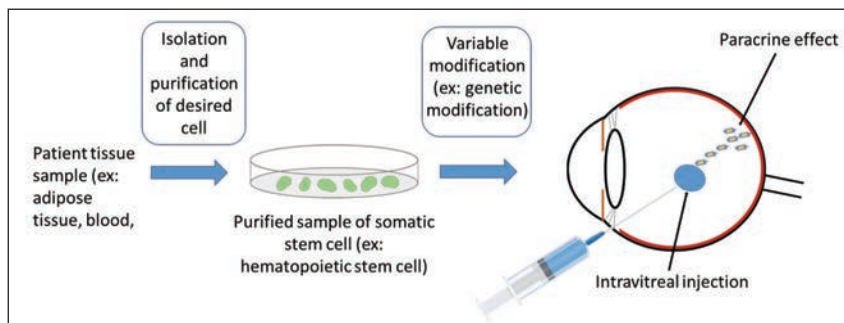 Isolation
and
purification
of desired
cell
Variable
modification
(ex: genetic
modification)
Paracrine effect
Patient tissue
sample (ex:
adipose
tissue, blood,
Purified sample of somatic
stem cell (ex:
hematopoietic stem cell)
Intravitreal injection